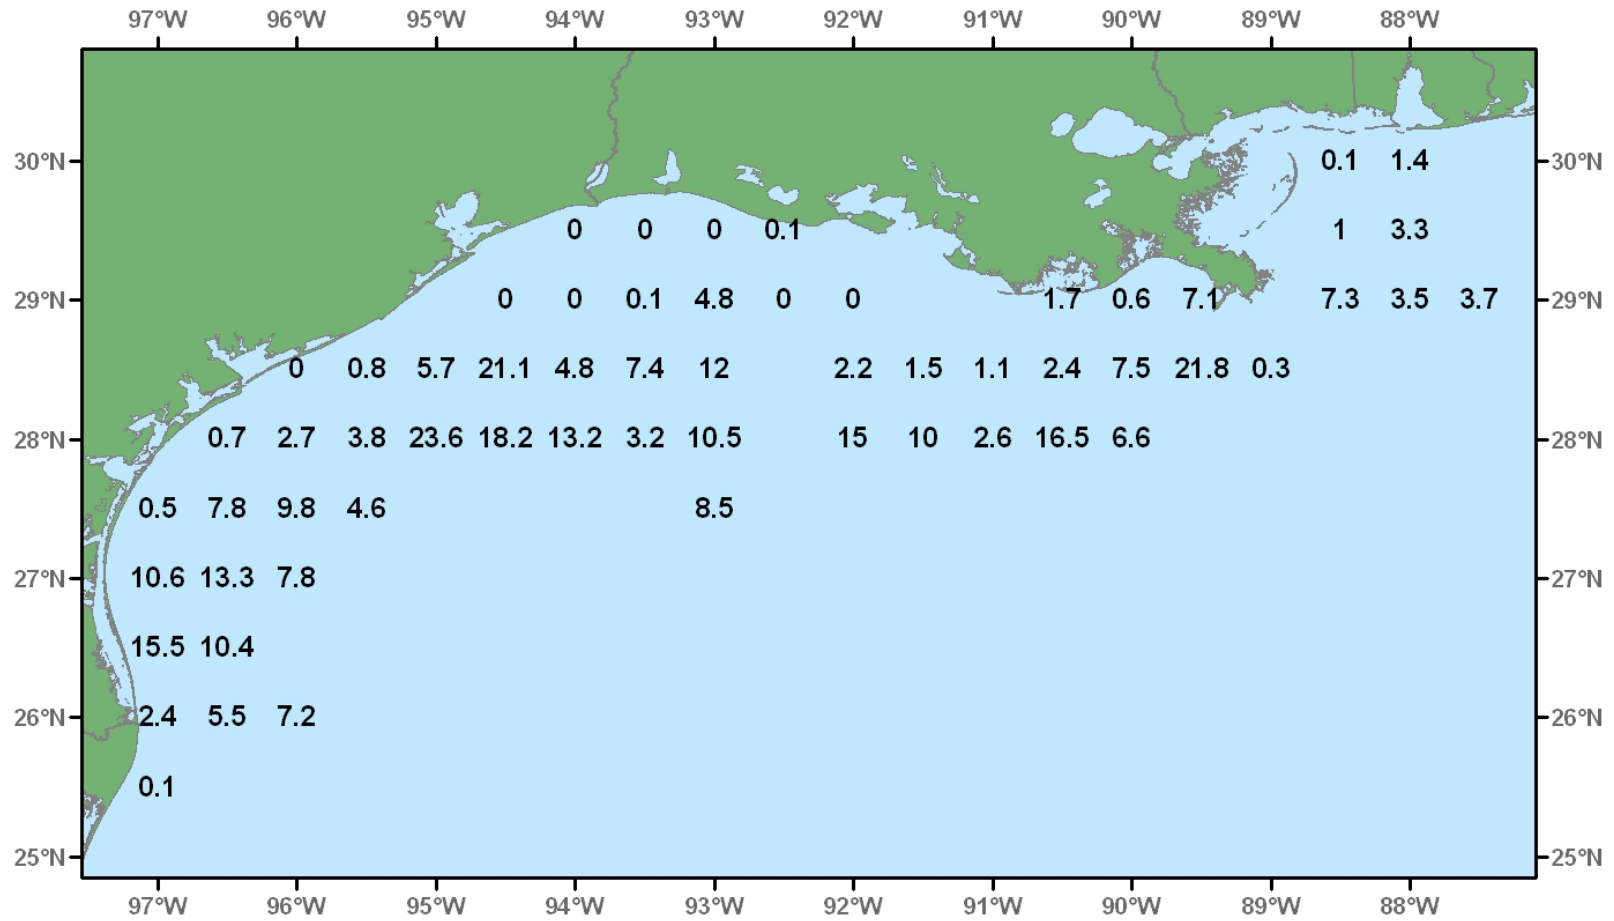 97°W 96°W 95°W 94°W 93°W 92°W 91°W 90°W 89°W 88°W
30°N 0.1 1.4 30°N
0 0 0 0.1 1 3.3
29°N 0 0 0.1 4.8 0 0 1.7 0.6 7.1 7.3 3.5 3.7 29°N
0 0.8 5.7 21.1 4.8 7.4 12 2.2 1.5 1.1 2.4 7.5 21.8 0.3
28°N 0.7 2.7 3.8 23.6 18.2 13.2 3.2 10.5 15 10 2.6 16.5 6.6 28°N
0.5 7.8 9.8 4.6 8.5
27°N 10.6 13.3 7.8 27°N
15.5 10.4
26°N 2.4 5.5 7.2 26°N
0.1
25°N 25°N
97°W 96°W 95°W 94°W 93°W 92°W 91°W 90°W 89°W 88°W